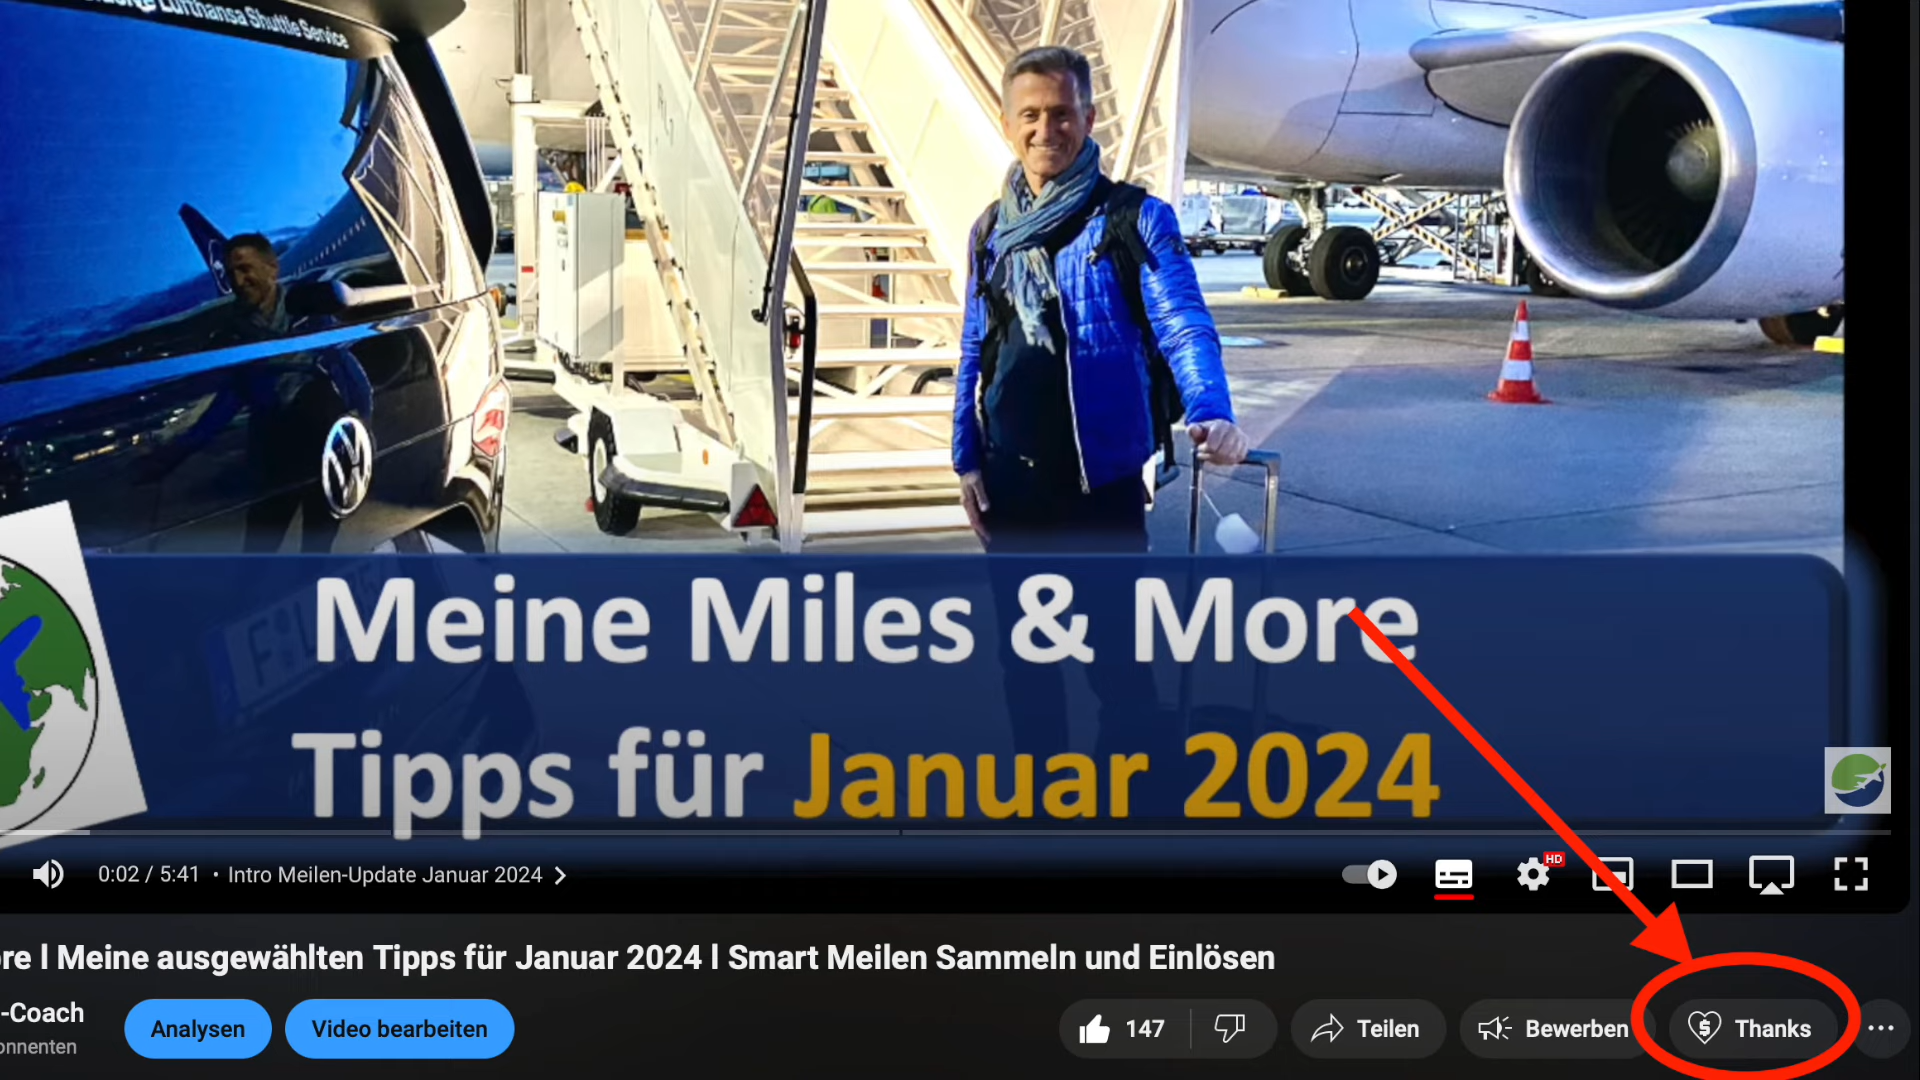 Lufthansa Shuttle Service
Meine Miles & More
Tipps für Januar 2024
0:02 / 5:41 • Intro Meilen-Update Januar 2024
HD
re l Meine ausgewählten Tipps für Januar 2024 l Smart Meilen Sammeln und Einlösen
-Coach
onnenten
Analysen
Video bearbeiten
147
Teilen
Bewerben
Thanks